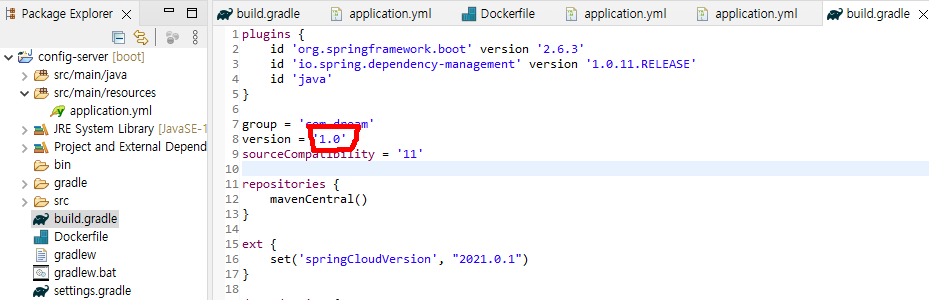 Package Explorer
config-server [boot]
src/main/java
src/main/resources
application.yml
JRE System Library [JavaSE-1
Project and External Depend
bin
gradle
src
build.gradle
Dockerfile
gradlew
gradlew.bat
settings.gradle
build.gradle
application.yml
Dockerfile
application.yml
application.yml
build.gradle
1 plugins {
2 id 'org.springframework.boot' version '2.6.3'
3 id 'io.spring.dependency-management' version '1.0.11.RELEASE'
4 id 'java'
5 }
6
7 group = 'com.dream'
8 version = '1.0'
9 sourceCompatibility = '11'
10
11 repositories {
12 mavenCentral()
13 }
14
15 ext {
16 set('springCloudVersion', "2021.0.1")
17 }
18